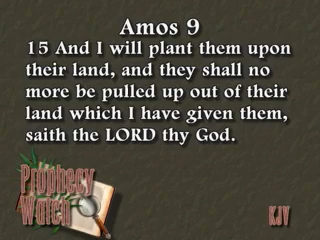 Amos 9
15 And I will plant them upon
their land, and they shall no
more be pulled up out of their
land which I have given them,
saith the LORD thy God.
Prophecy
Watch
KJV